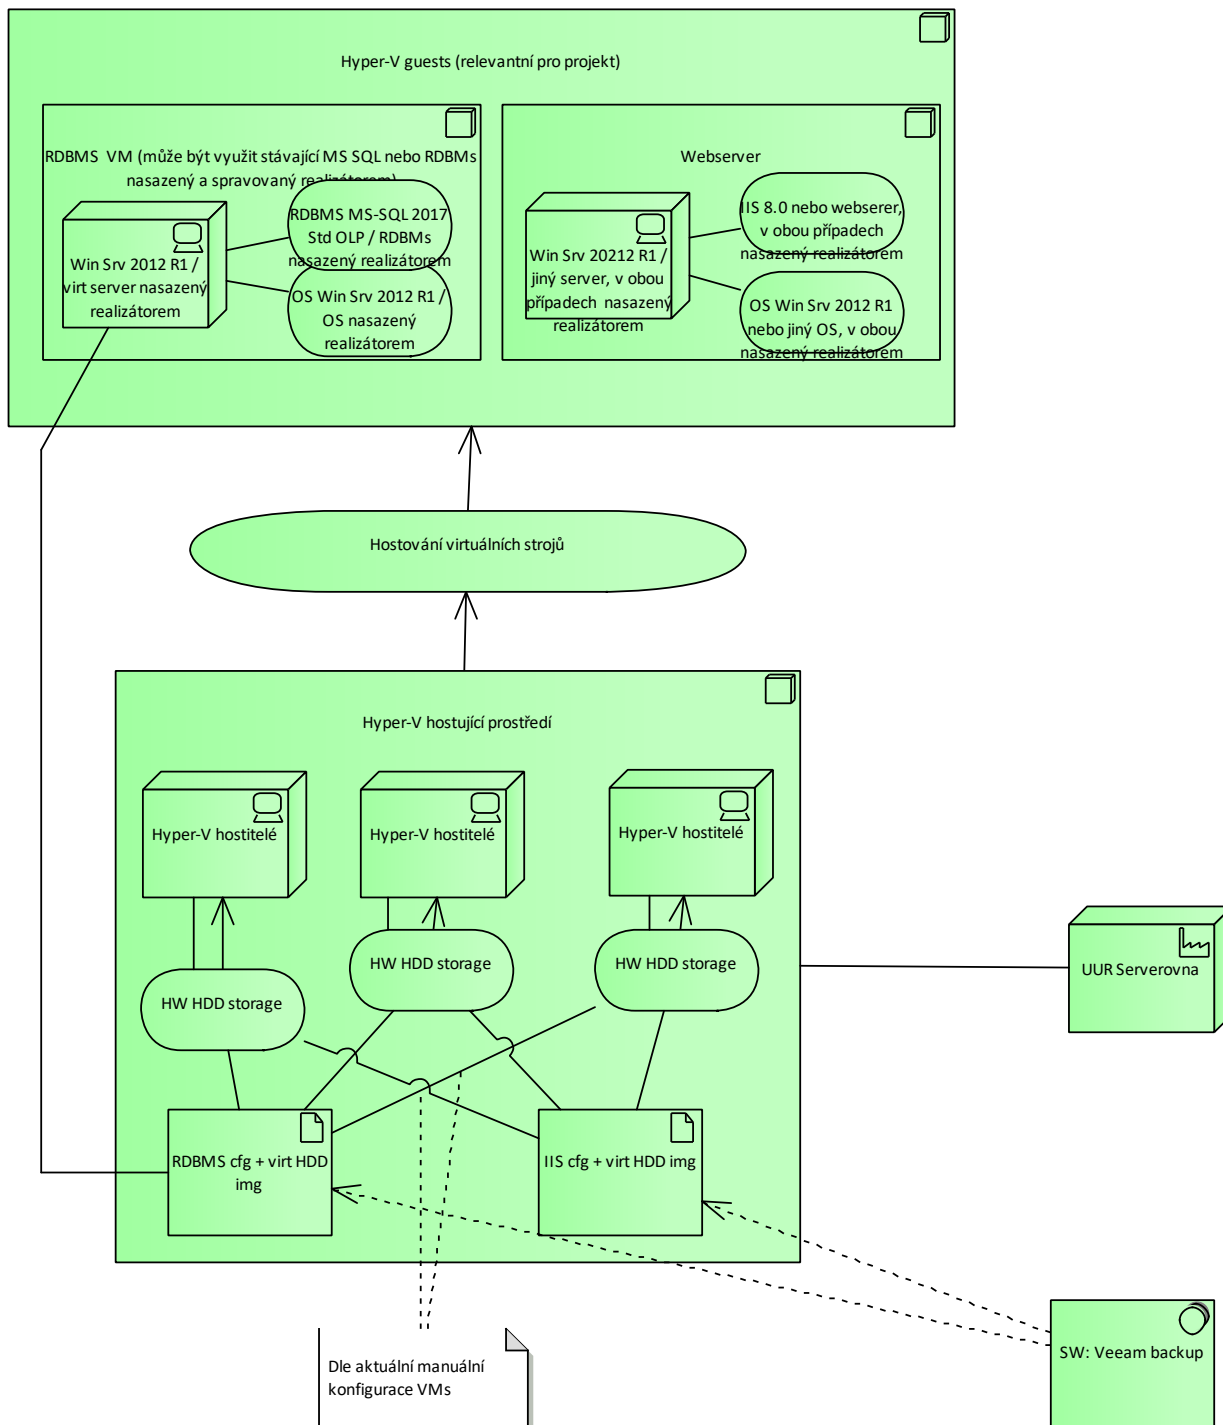 Hyper-V guests (relevantní pro projekt)
RDBMS VM (může být využit stávající MS SQL nebo RDBMs
nasazený a spravovaný realizátorem)
Win Srv 2012 R1 /
virt server nasazený
realizátorem
RDBMS MS-SQL 2017
Std OLP / RDBMs
nasazený realizátorem
OS Win Srv 2012 R1 /
OS nasazený
realizátorem
Webserver
Win Srv 20212 R1 /
jiný server, v obou
případech nasazený
realizátorem
IIS 8.0 nebo webserer,
v obou případech
nasazený realizátorem
OS Win Srv 2012 R1
nebo jiný OS, v obou
nasazený realizátorem
Hostování virtuálních strojů
Hyper-V hostující prostředí
Hyper-V hostitelé
Hyper-V hostitelé
Hyper-V hostitelé
HW HDD storage
HW HDD storage
HW HDD storage
UUR Serverovna
RDBMS cfg + virt HDD
img
IIS cfg + virt HDD img
Dle aktuální manuální
konfigurace VMs
SW: Veeam backup